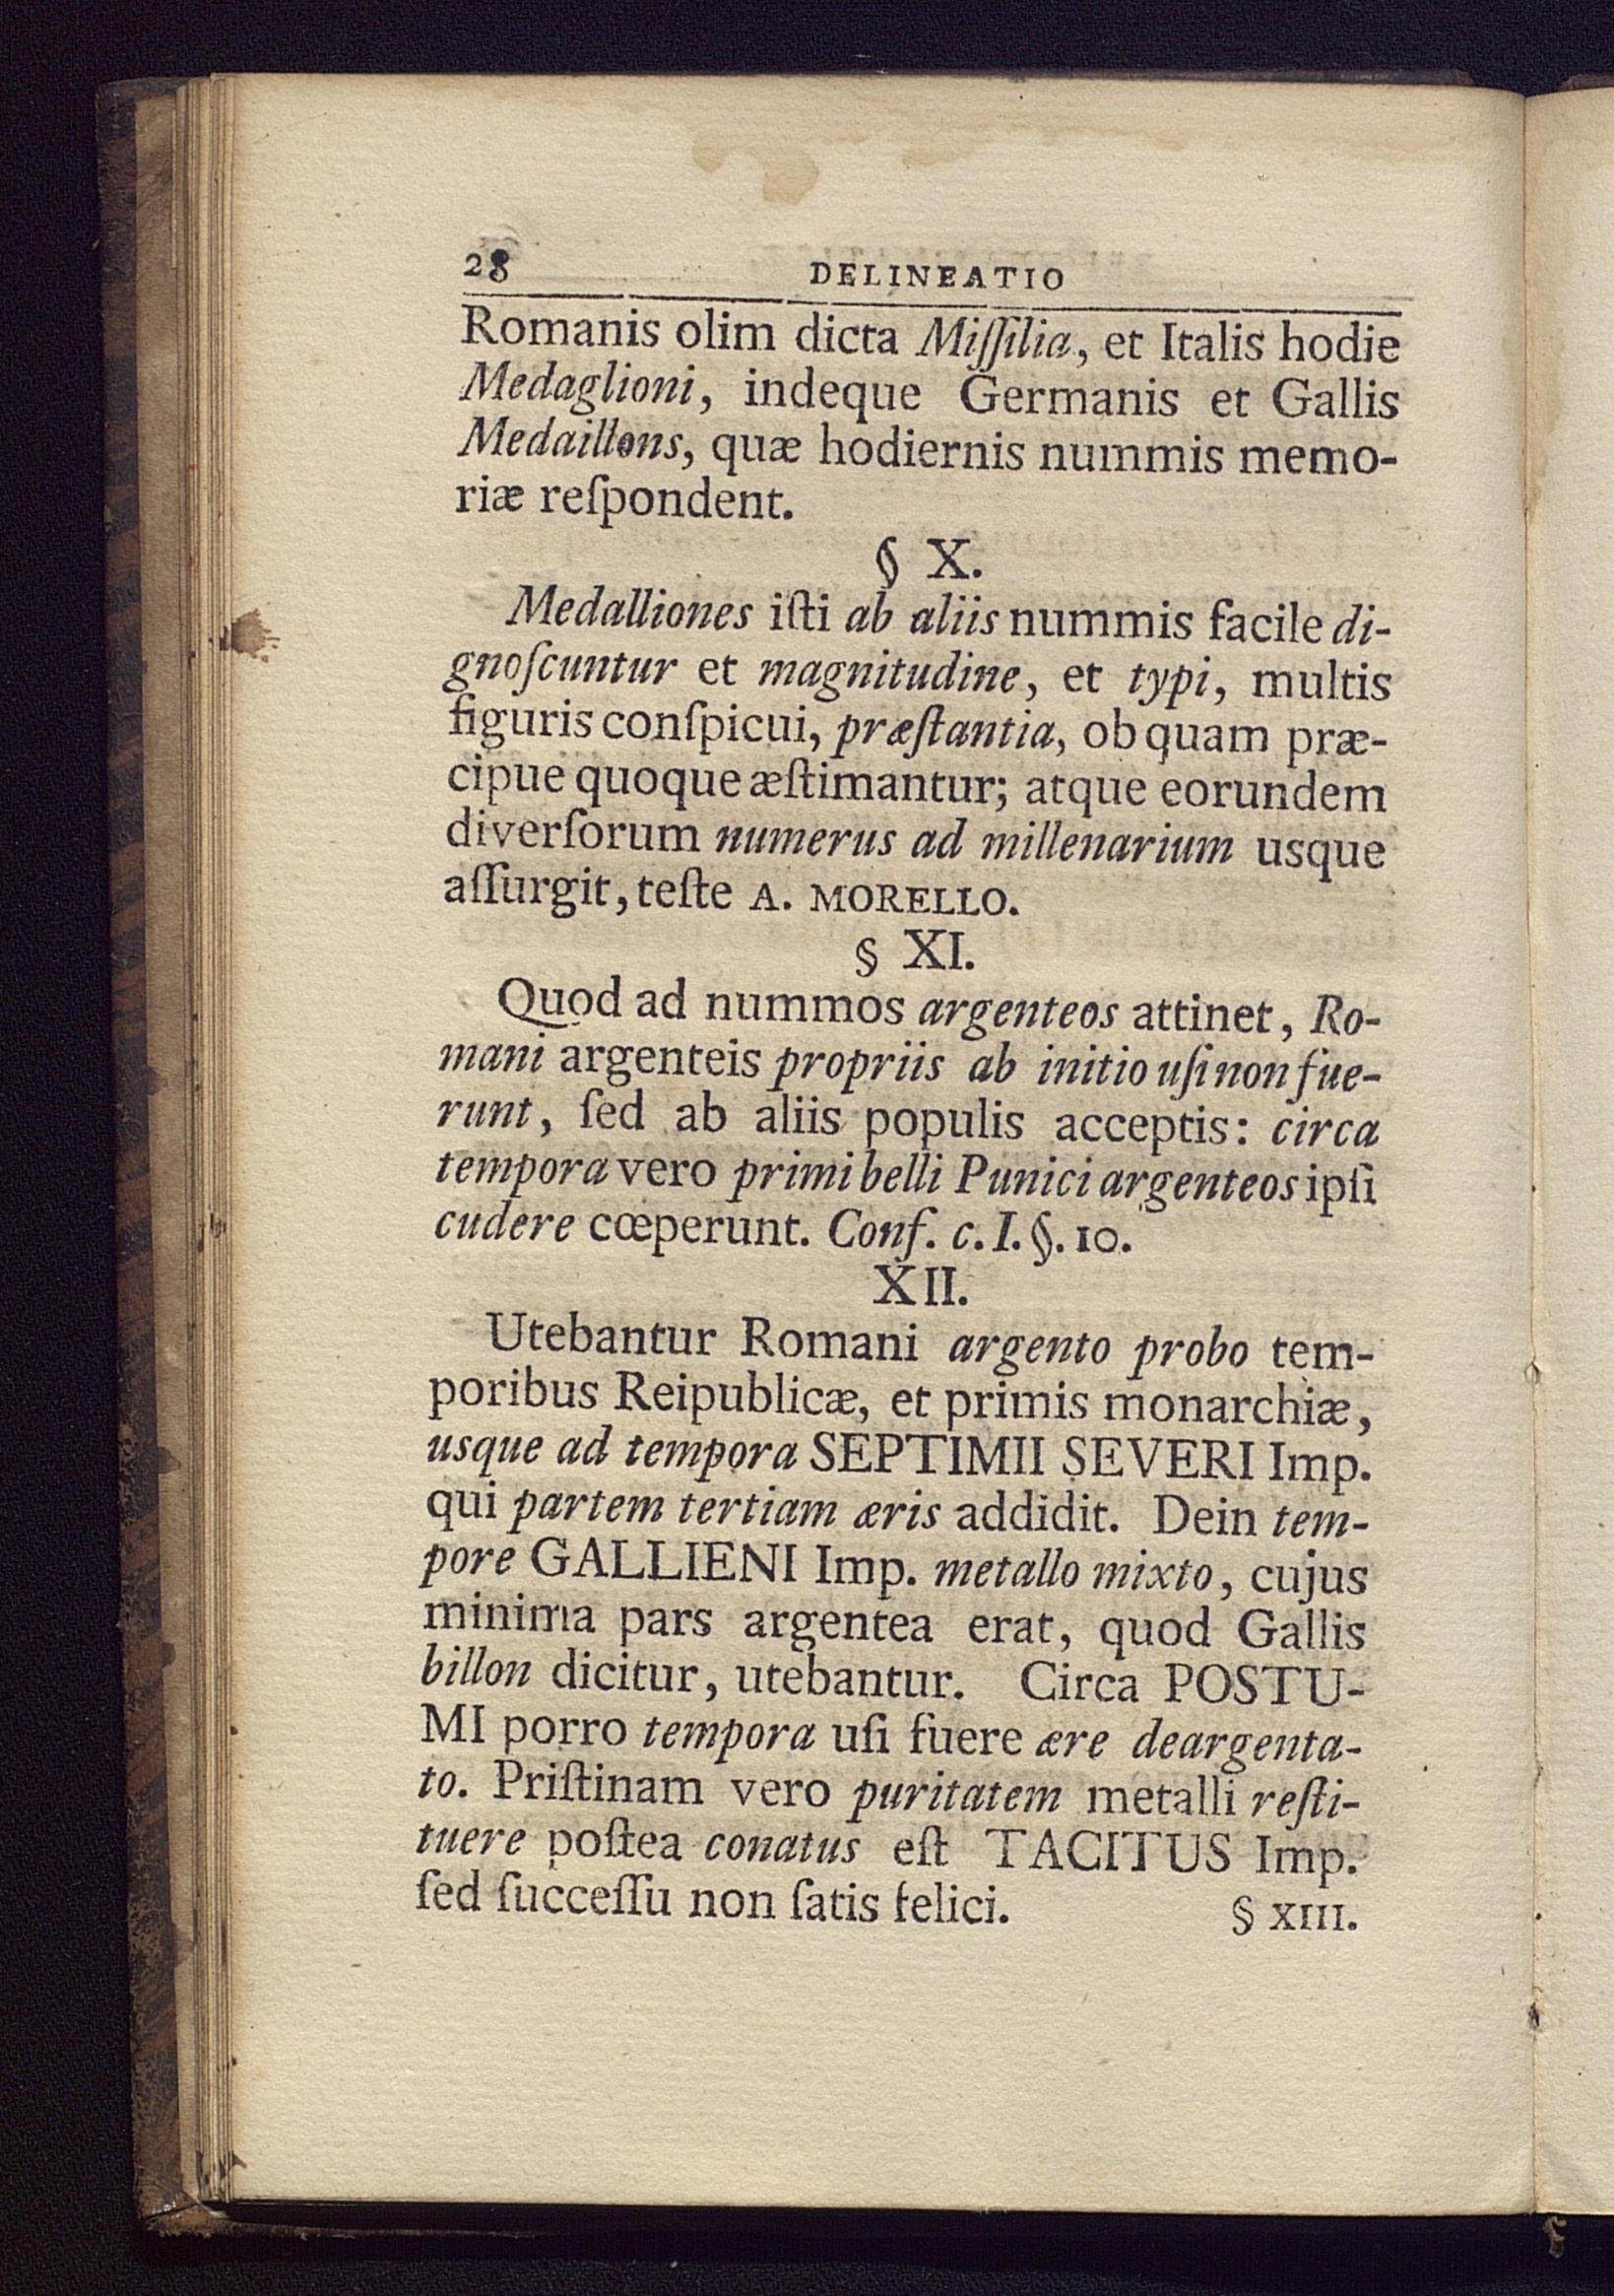 28 DELINEATIO
Romanis olim dicta Miſſilia, et Italis hodie
Medaglioni, indeque Germanis et Gallis
Medaillons, quæ hodiernis nummis memo-
riæ reſpondent.
§ X.
Medalliones iſti ab aliis nummis facile di-
gnoſcuntur et magnitudine, et typi, multis
figuris conſpicui, præſtantia, ob quam præ-
cipue quoque æſtimantur; atque eorundem
diverſorum numerus ad millenarium usque
aſſurgit, teſte A. MORELLO.
§ XI.
Quod ad nummos argenteos attinet, Ro-
mani argenteis propriis ab initio uſi non fue-
runt, ſed ab aliis populis acceptis: circa
tempora vero primi belli Punici argenteos ipſi
cudere cœperunt. Conf. c. I. §. 10.
XII.
Utebantur Romani argento probo tem-
poribus Reipublicæ, et primis monarchiæ,
usque ad tempora SEPTIMII SEVERI Imp.
qui partem tertiam æris addidit. Dein tem-
pore GALLIENI Imp. metallo mixto, cujus
minima pars argentea erat, quod Gallis
billon dicitur, utebantur. Circa POSTU-
MI porro tempora uſi fuere ære deargenta-
to. Priſtinam vero puritatem metalli reſti-
tuere poſtea conatus eſt TACITUS Imp.
ſed ſucceſſu non ſatis felici.
§ XIII.